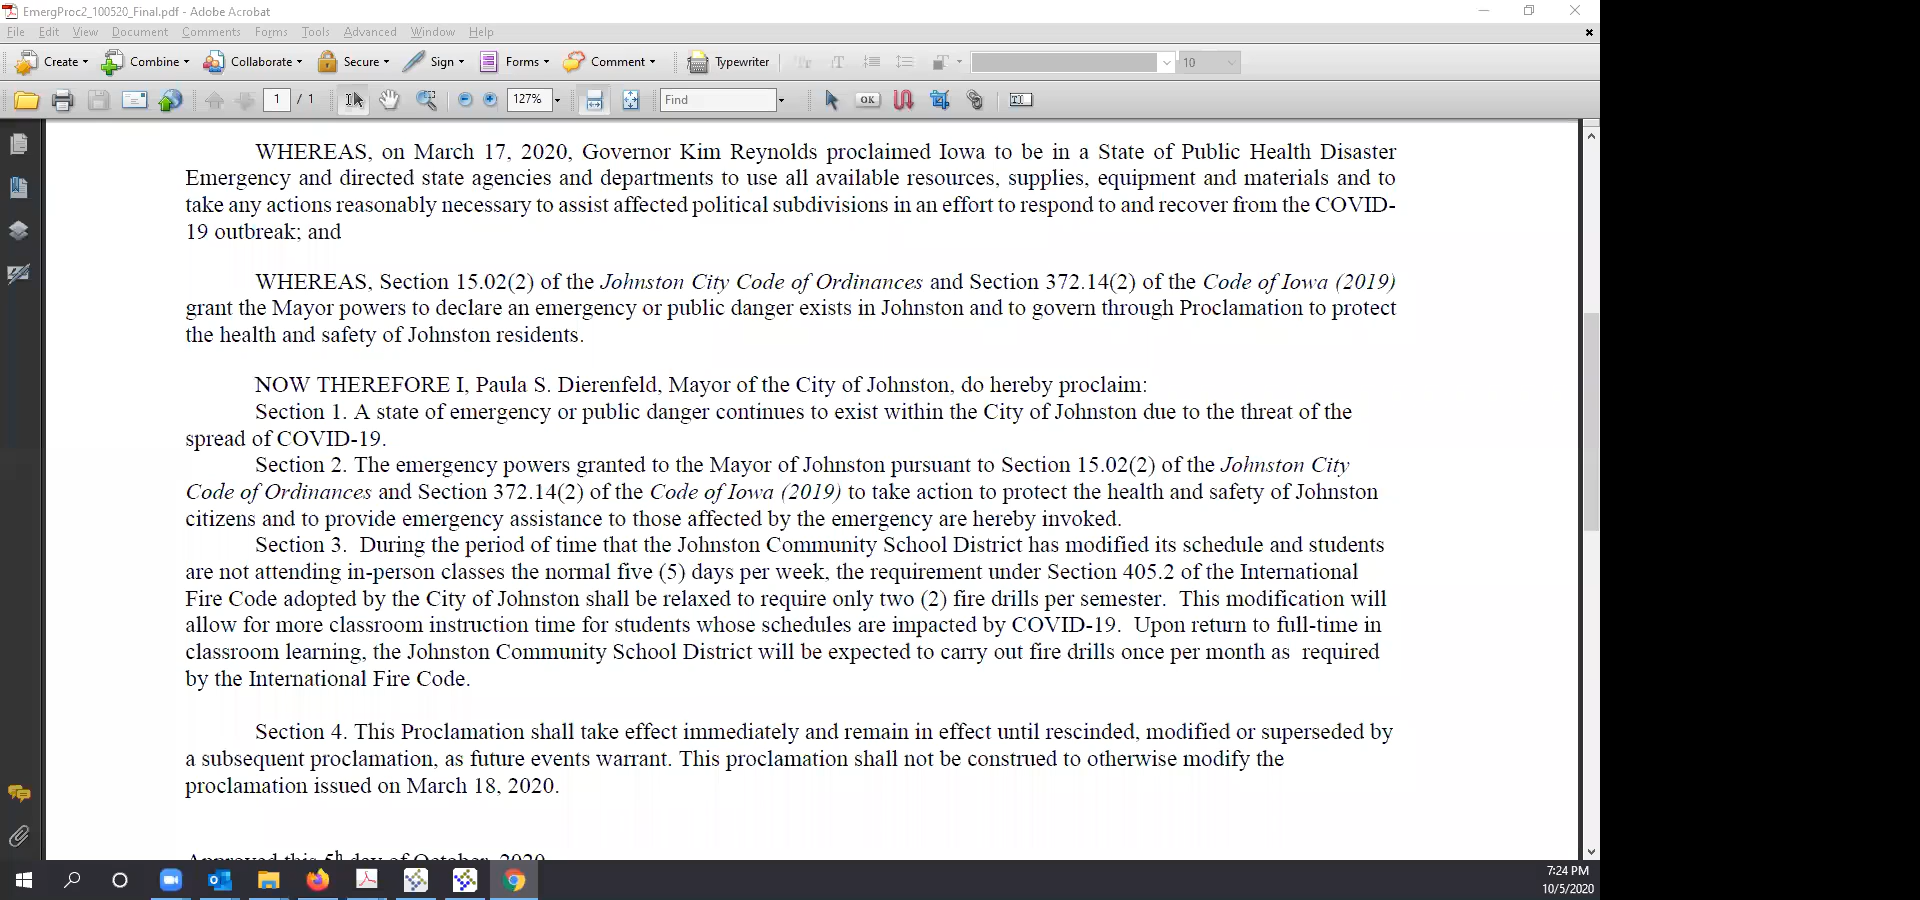 EmergProc2_100520_Final.pdf - Adobe Acrobat
File Edit View Document Comments Forms Tools Advanced Window Help
Create Combine Collaborate Secure Sign Forms Comment Typewriter 10
1 / 1 127% Find OK
WHEREAS, on March 17, 2020, Governor Kim Reynolds proclaimed Iowa to be in a State of Public Health Disaster
Emergency and directed state agencies and departments to use all available resources, supplies, equipment and materials and to
take any actions reasonably necessary to assist affected political subdivisions in an effort to respond to and recover from the COVID-
19 outbreak; and
WHEREAS, Section 15.02(2) of the Johnston City Code of Ordinances and Section 372.14(2) of the Code of Iowa (2019)
grant the Mayor powers to declare an emergency or public danger exists in Johnston and to govern through Proclamation to protect
the health and safety of Johnston residents.
NOW THEREFORE I, Paula S. Dierenfeld, Mayor of the City of Johnston, do hereby proclaim:
Section 1. A state of emergency or public danger continues to exist within the City of Johnston due to the threat of the
spread of COVID-19.
Section 2. The emergency powers granted to the Mayor of Johnston pursuant to Section 15.02(2) of the Johnston City
Code of Ordinances and Section 372.14(2) of the Code of Iowa (2019) to take action to protect the health and safety of Johnston
citizens and to provide emergency assistance to those affected by the emergency are hereby invoked.
Section 3. During the period of time that the Johnston Community School District has modified its schedule and students
are not attending in-person classes the normal five (5) days per week, the requirement under Section 405.2 of the International
Fire Code adopted by the City of Johnston shall be relaxed to require only two (2) fire drills per semester. This modification will
allow for more classroom instruction time for students whose schedules are impacted by COVID-19. Upon return to full-time in
classroom learning, the Johnston Community School District will be expected to carry out fire drills once per month as required
by the International Fire Code.
Section 4. This Proclamation shall take effect immediately and remain in effect until rescinded, modified or superseded by
a subsequent proclamation, as future events warrant. This proclamation shall not be construed to otherwise modify the
proclamation issued on March 18, 2020.
Approved this 5th day of October, 2020
7:24 PM
10/5/2020